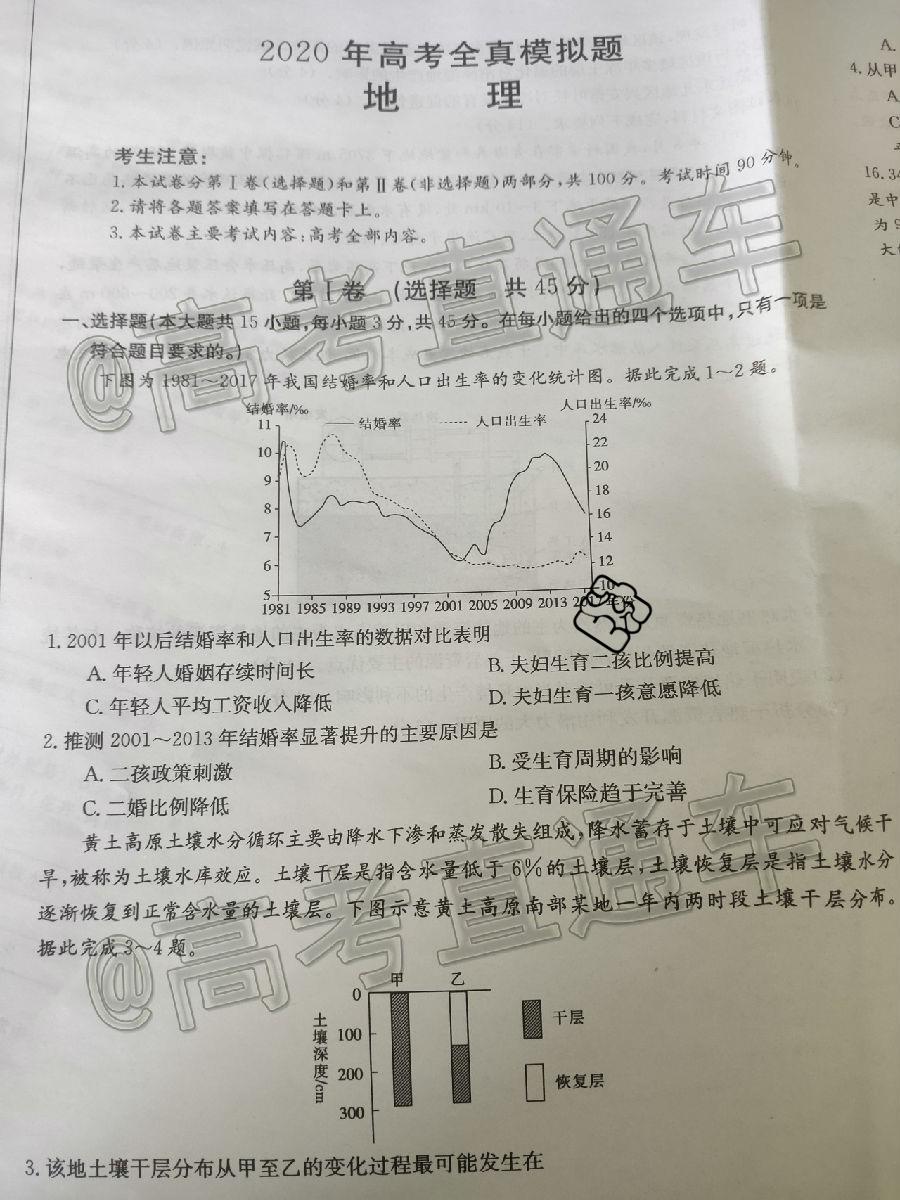 2020 年高考全真模拟题
地 理
考生注意:
1. 本试卷分第 Ⅰ 卷(选择题)和第 Ⅱ 卷(非选择题)两部分,共 100 分。考试时间 90 分钟。
2. 请将各题答案填写在答题卡上。
3. 本试卷主要考试内容:高考全部内容。
第 Ⅰ 卷 (选择题 共 45 分)
一、选择题(本大题共 15 小题,每小题 3 分,共 45 分。在每小题给出的四个选项中,只有一项是
符合题目要求的。)
下图为 1981~2017 年我国结婚率和人口出生率的变化统计图。据此完成 1~2 题。
结婚率/‰ 人口出生率/‰
结婚率 人口出生率
11 10 9 8 7 6 5
24 22 20 18 16 14 12 10
1981 1985 1989 1993 1997 2001 2005 2009 2013 2017 年份
1. 2001 年以后结婚率和人口出生率的数据对比表明
A. 年轻人婚姻存续时间长 B. 夫妇生育二孩比例提高
C. 年轻人平均工资收入降低 D. 夫妇生育一孩意愿降低
2. 推测 2001~2013 年结婚率显著提升的主要原因是
A. 二孩政策刺激 B. 受生育周期的影响
C. 二婚比例降低 D. 生育保险趋于完善
黄土高原土壤水分循环主要由降水下渗和蒸发散失组成,降水蓄存于土壤中可应对气候干
旱,被称为土壤水库效应。土壤干层是指含水量低于 6%的土壤层,土壤恢复层是指土壤水分
逐渐恢复到正常含水量的土壤层。下图示意黄土高原南部某地一年内两时段土壤干层分布。
据此完成 3~4 题。
甲 乙
0
100
200
300
土壤深度/cm
干层
恢复层
3. 该地土壤干层分布从甲至乙的变化过程最可能发生在
@高考直通车
@高考直通车
A.
4. 从甲
A
C
16. 34
是中
为 9